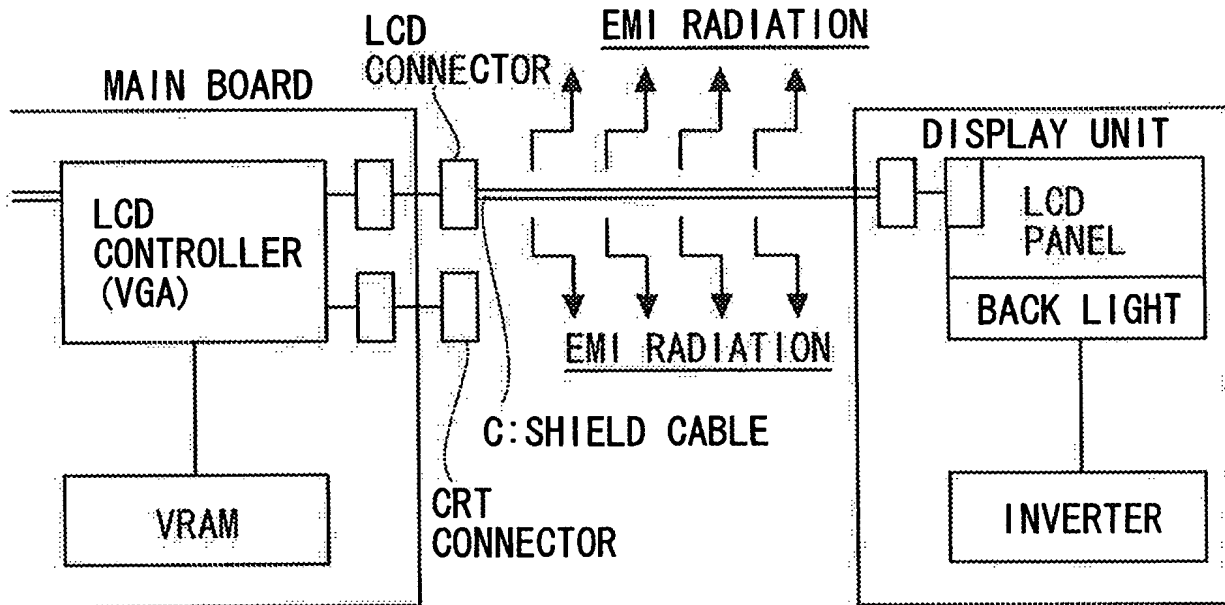 LCD
CONNECTOR
EMI RADIATION
MAIN BOARD
DISPLAY UNIT
LCD
CONTROLLER
(VGA)
LCD
PANEL
BACK LIGHT
EMI RADIATION
C:SHIELD CABLE
VRAM
CRT
CONNECTOR
INVERTER